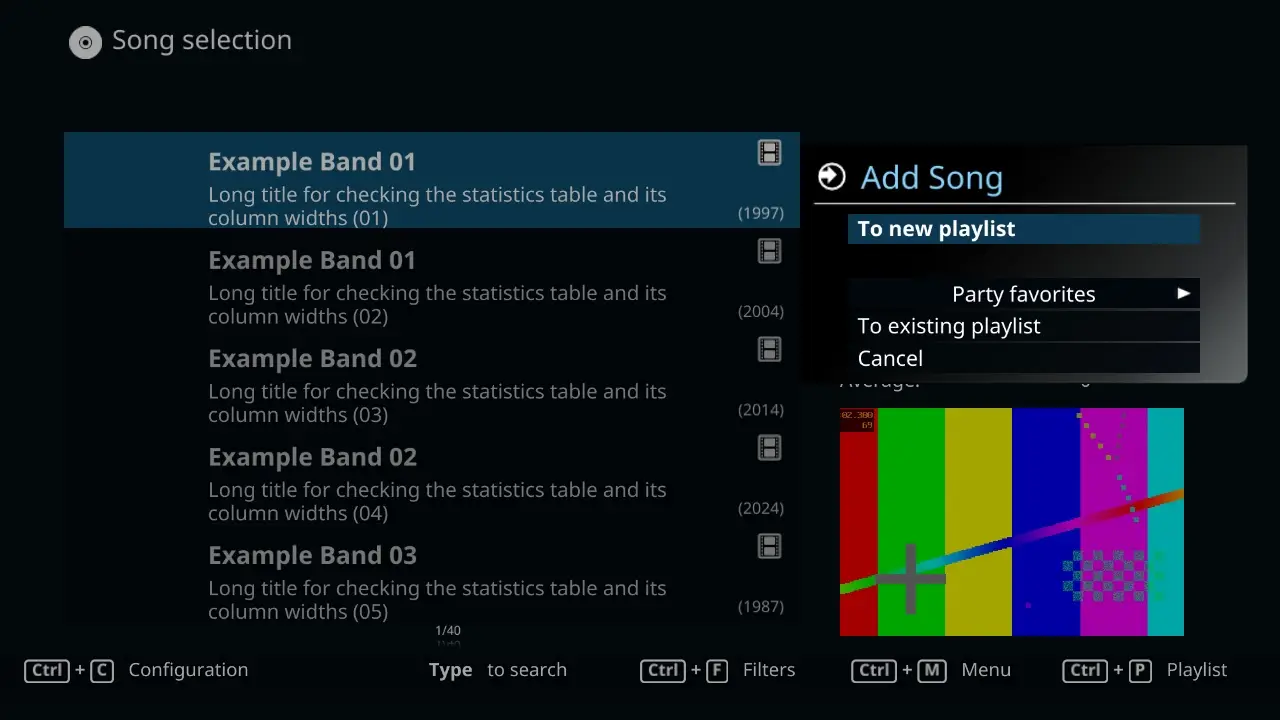 Song selection
Example Band 01
Long title for checking the statistics table and its
column widths (01)
(1997)
Example Band 01
Long title for checking the statistics table and its
column widths (02)
(2004)
Example Band 02
Long title for checking the statistics table and its
column widths (03)
(2014)
Example Band 02
Long title for checking the statistics table and its
column widths (04)
(2024)
Example Band 03
Long title for checking the statistics table and its
column widths (05)
(1987)
1/40
Add Song
To new playlist
Party favorites
To existing playlist
Cancel
Average:
02.380
69
Ctrl + C Configuration
Type to search
Ctrl + F Filters
Ctrl + M Menu
Ctrl + P Playlist